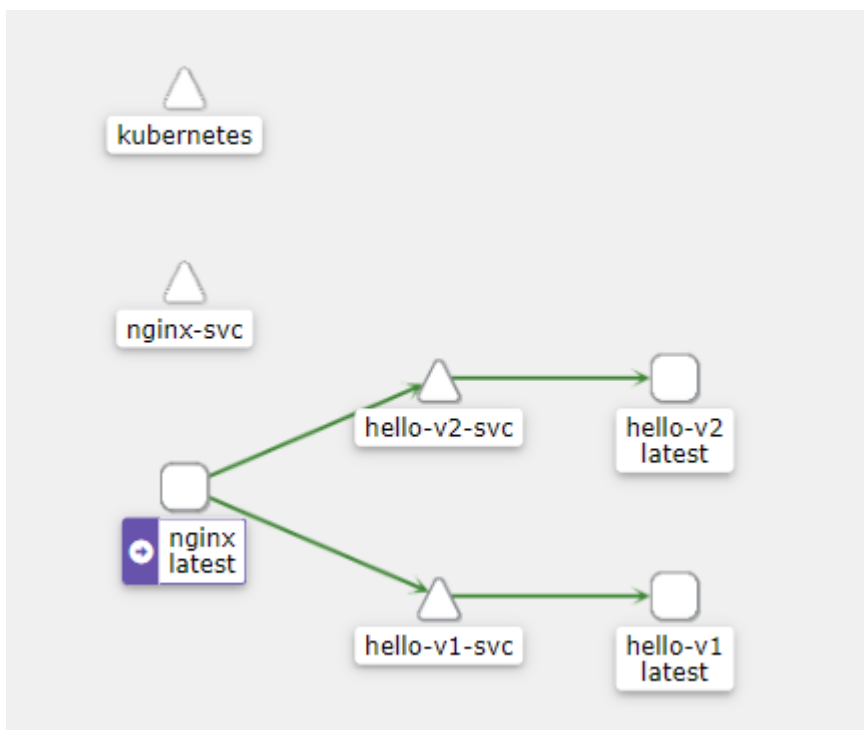 kubernetes
nginx-svc
hello-v2-svc
hello-v2
latest
nginx
latest
hello-v1-svc
hello-v1
latest